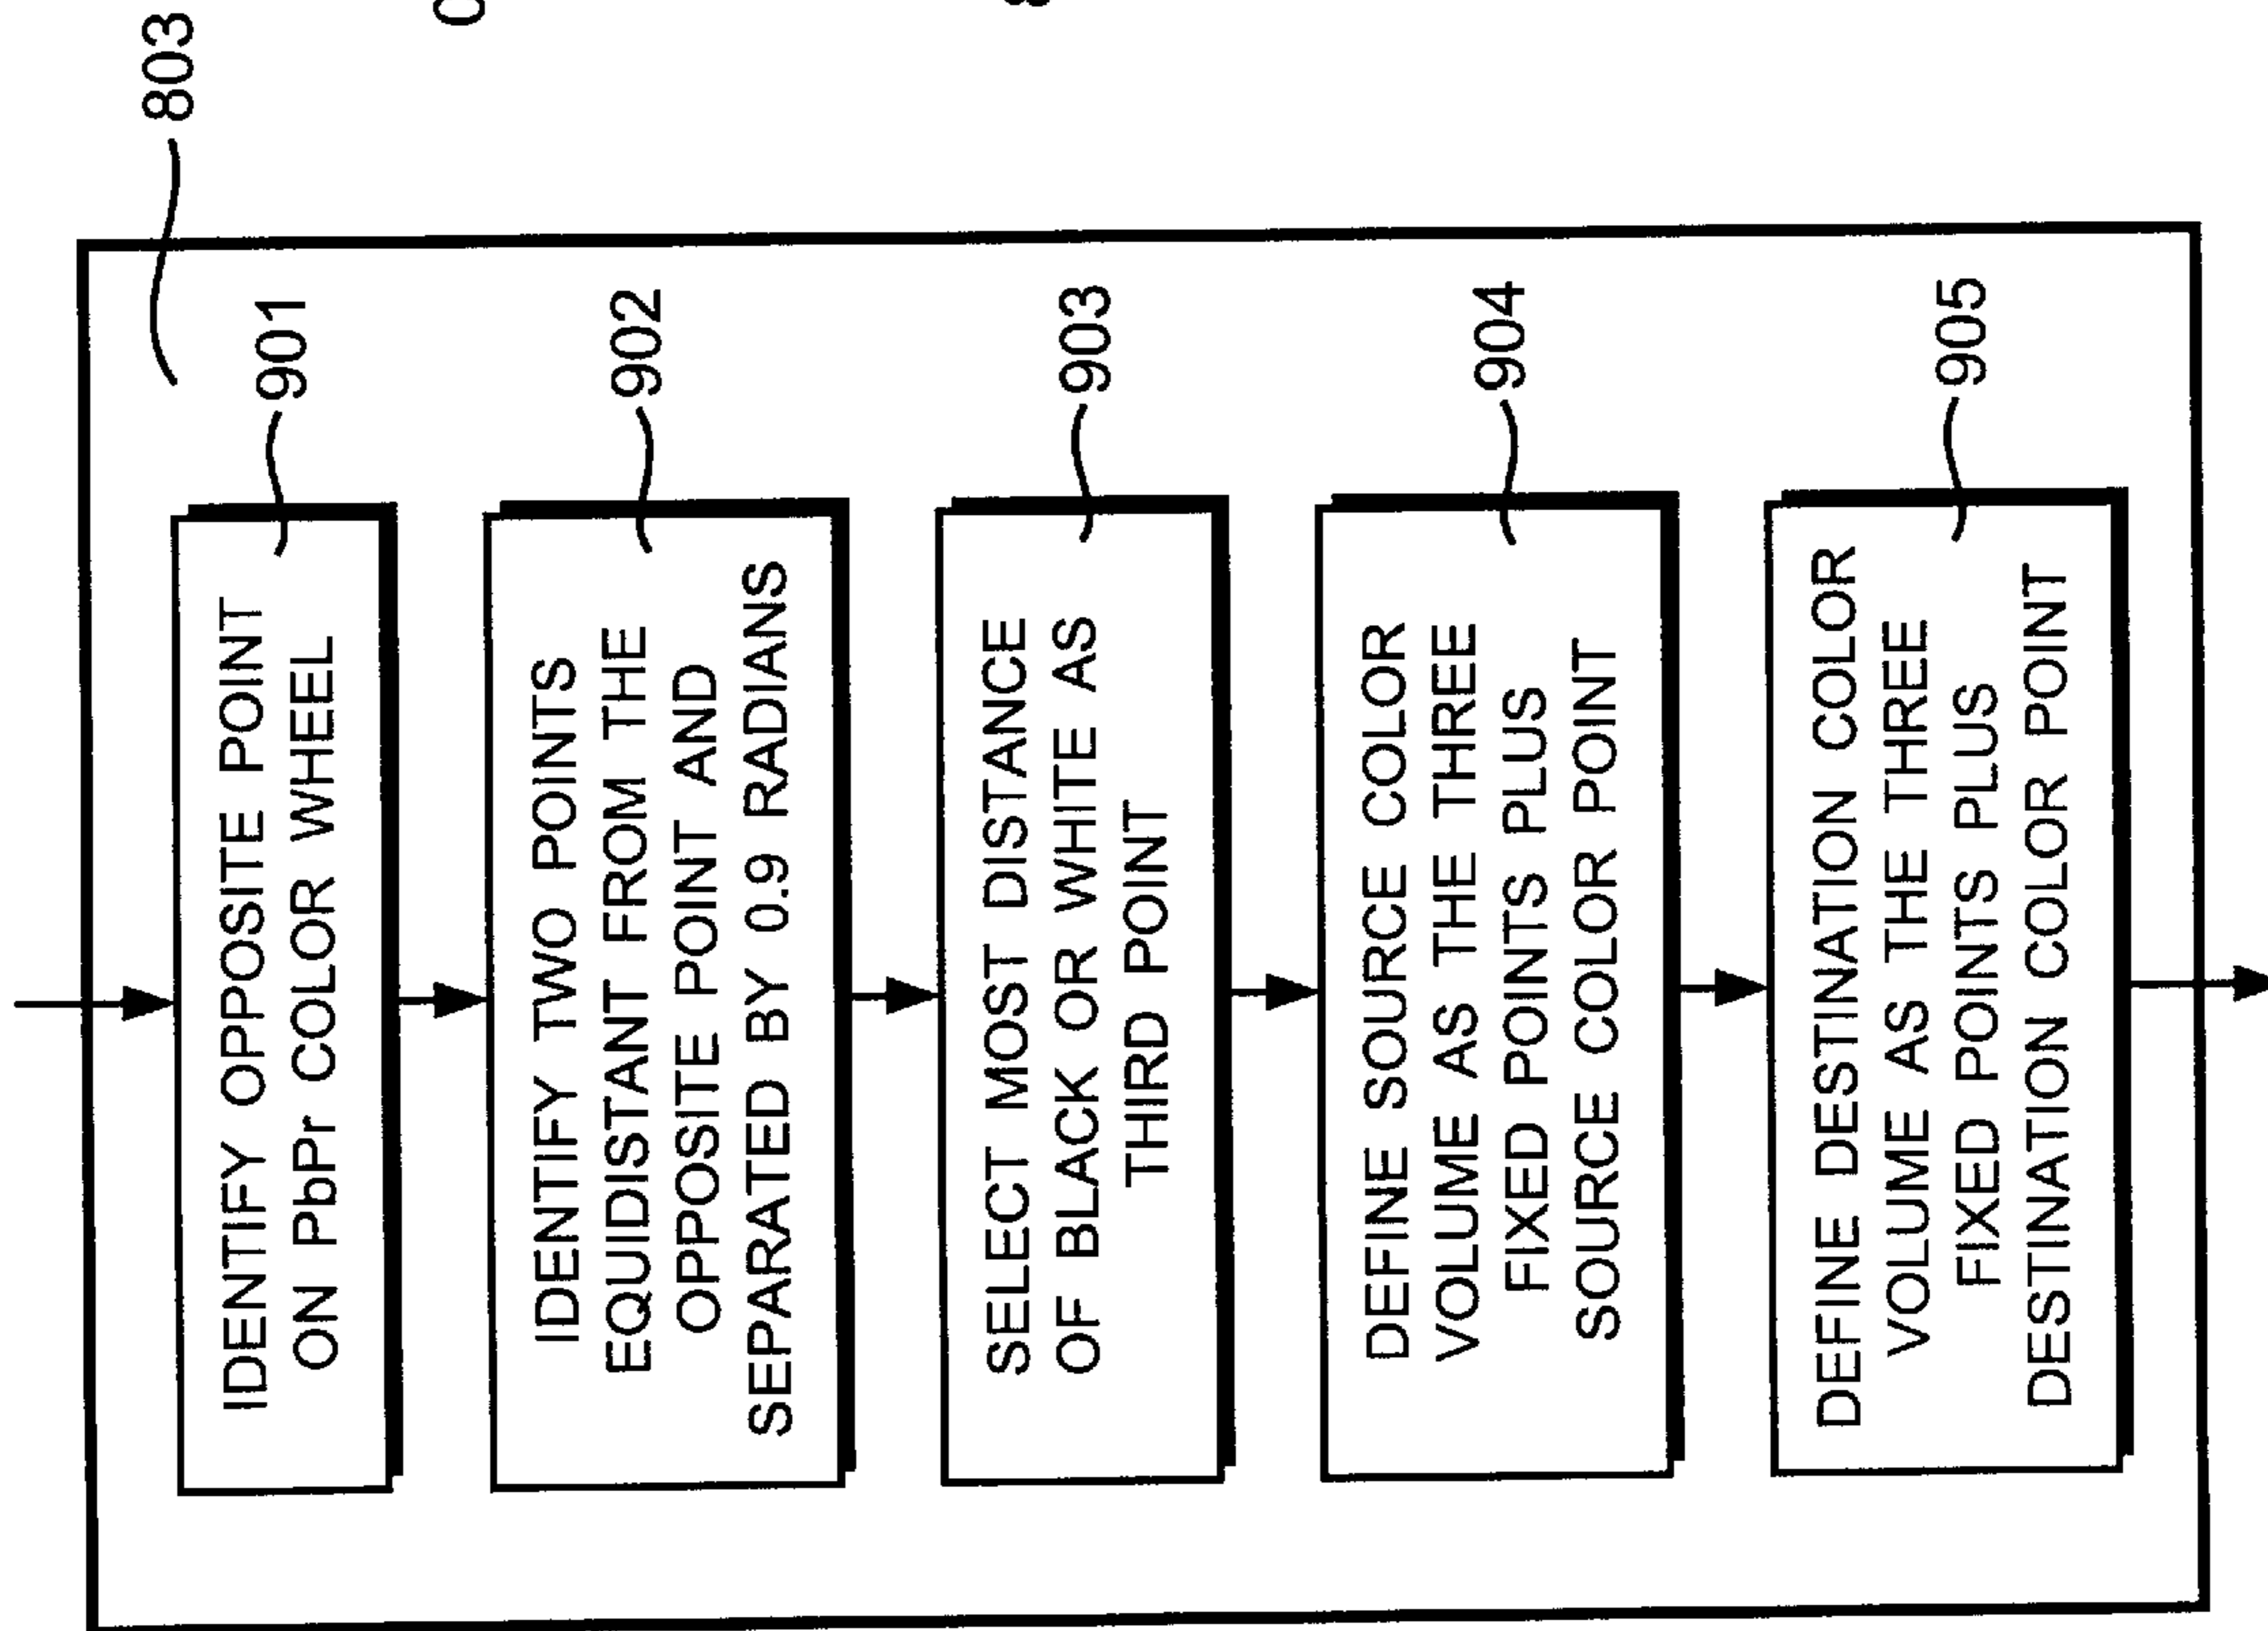 803
IDENTIFY OPPOSITE POINT
ON PbPr COLOR WHEEL
901
IDENTIFY TWO POINTS
EQUIDISTANT FROM THE
OPPOSITE POINT AND
SEPARATED BY 0.9 RADIANS
902
SELECT MOST DISTANCE
OF BLACK OR WHITE AS
THIRD POINT
903
DEFINE SOURCE COLOR
VOLUME AS THE THREE
FIXED POINTS PLUS
SOURCE COLOR POINT
904
DEFINE DESTINATION COLOR
VOLUME AS THE THREE
FIXED POINTS PLUS
DESTINATION COLOR POINT
905